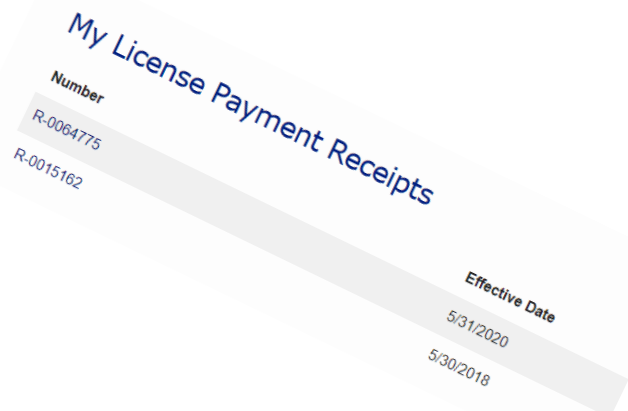 My License Payment Receipts
Number Effective Date
R-0064775 5/31/2020
R-0015162 5/30/2018